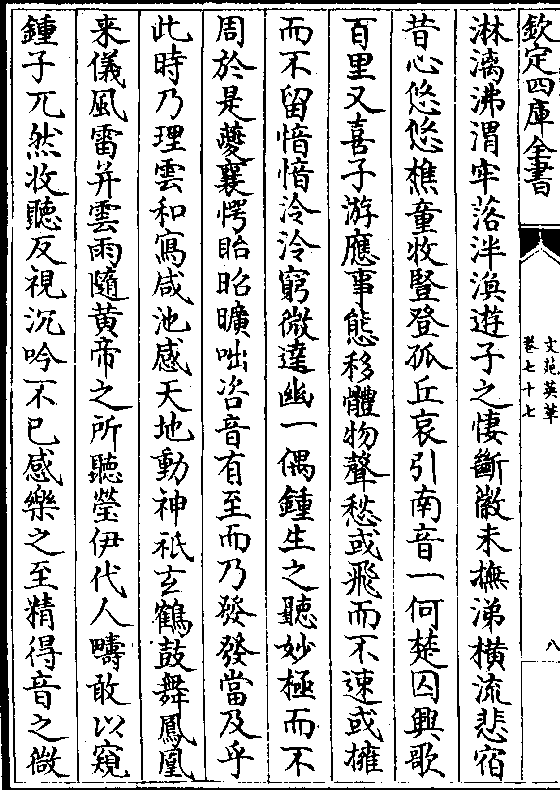 欽定四庫全書
文苑英華
卷七十七
八
淋漓沸渭牢落泮渙遊子之悽斷徽未撫涕橫流悲宿
昔心悠悠樵童牧豎登孤丘哀引南音一何楚囚興歌
百里又喜子游應事態移體物聲愁或飛而不速或擁
而不留愔愔泠泠窮微達幽一偶鍾生之聽妙極而不
周於是夔襄愕眙昭曠咄咨音有至而乃發發當及乎
此時乃理雲和寫咸池感天地動神祇玄鶴鼓舞鳳凰
来儀風雷并雲雨隨黄帝之所聽瑩伊代人疇敢以窺
鍾子兀然收聽反視沉吟不已感樂之至精得音之微